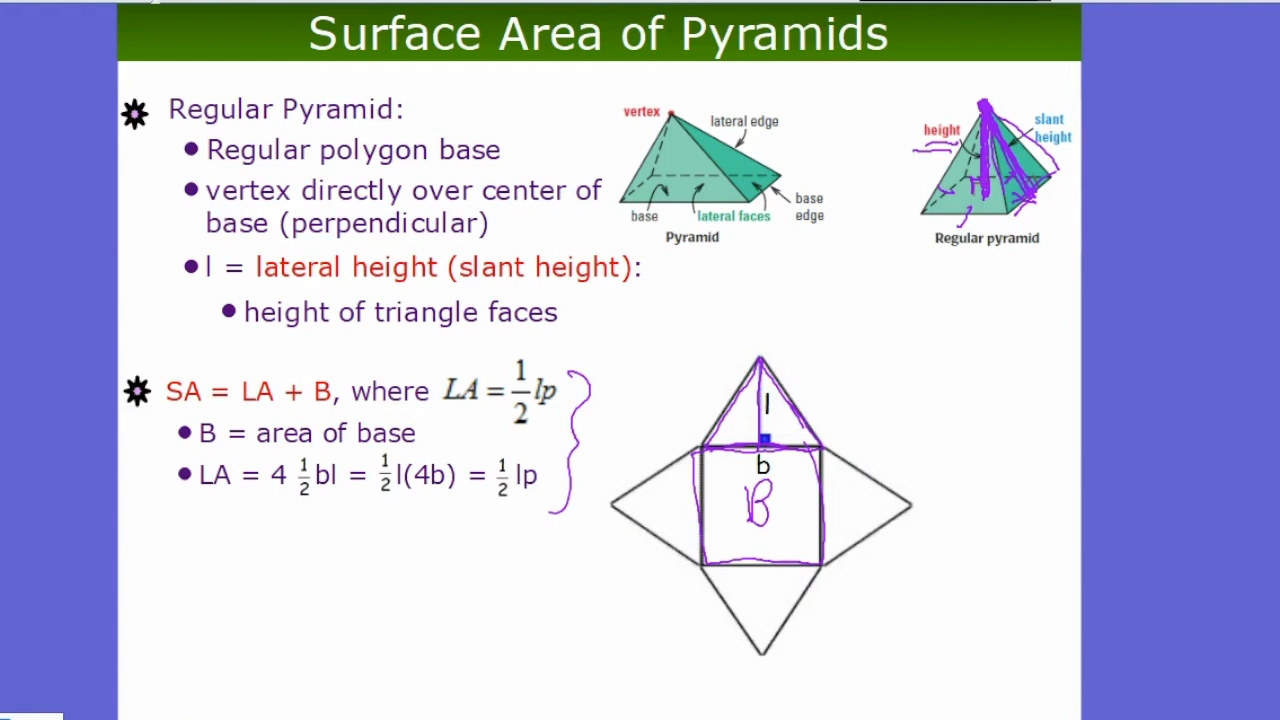 Surface Area of Pyramids
Regular Pyramid:
Regular polygon base
vertex directly over center of
base (perpendicular)
l = lateral height (slant height):
height of triangle faces
vertex
lateral edge
base
lateral faces
base
edge
Pyramid
height
slant
height
Regular pyramid
SA = LA + B, where LA = 1/2 lp
B = area of base
LA = 4 1/2 bl = 1/2 l(4b) = 1/2 lp
l
b
B